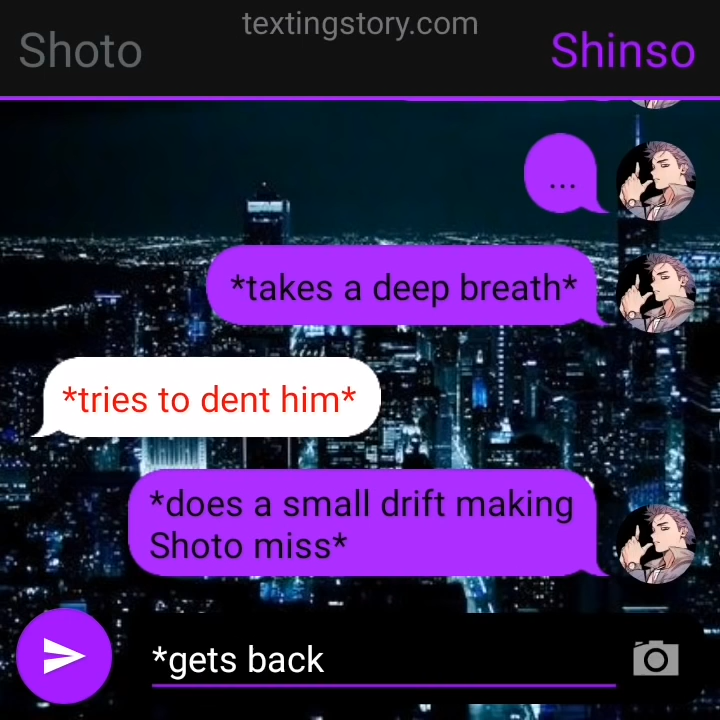 textingstory.com
Shoto
Shinso
...
*takes a deep breath*
*tries to dent him*
*does a small drift making
Shoto miss*
*gets back